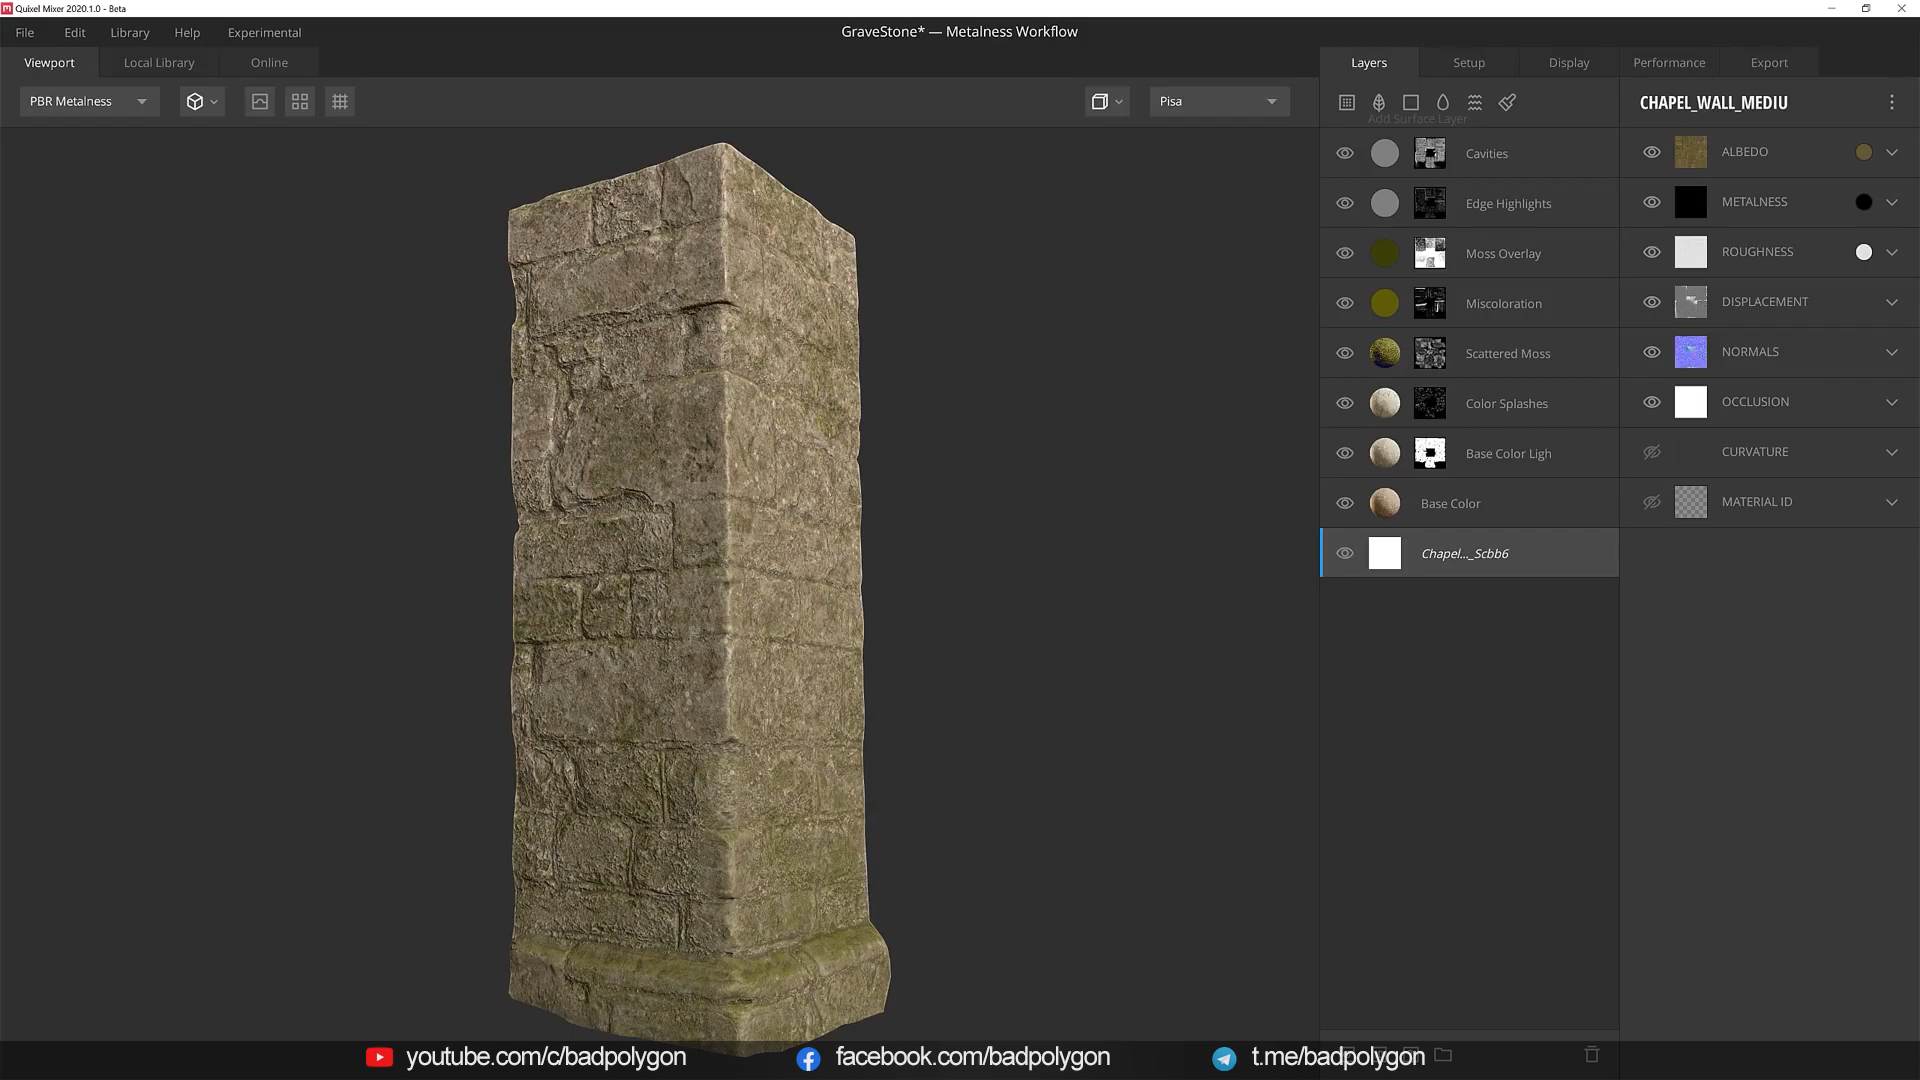 Quixel Mixer 2020.1.0 - Beta
File Edit Library Help Experimental
GraveStone* — Metalness Workflow
Viewport Local Library Online
Layers Setup Display Performance Export
PBR Metalness
Pisa
CHAPEL_WALL_MEDIU
Add Surface Layer
Cavities
Edge Highlights
Moss Overlay
Miscoloration
Scattered Moss
Color Splashes
Base Color Ligh
Base Color
Chapel..._Scbb6
ALBEDO
METALNESS
ROUGHNESS
DISPLACEMENT
NORMALS
OCCLUSION
CURVATURE
MATERIAL ID
youtube.com/c/badpolygon
facebook.com/badpolygon
t.me/badpolygon